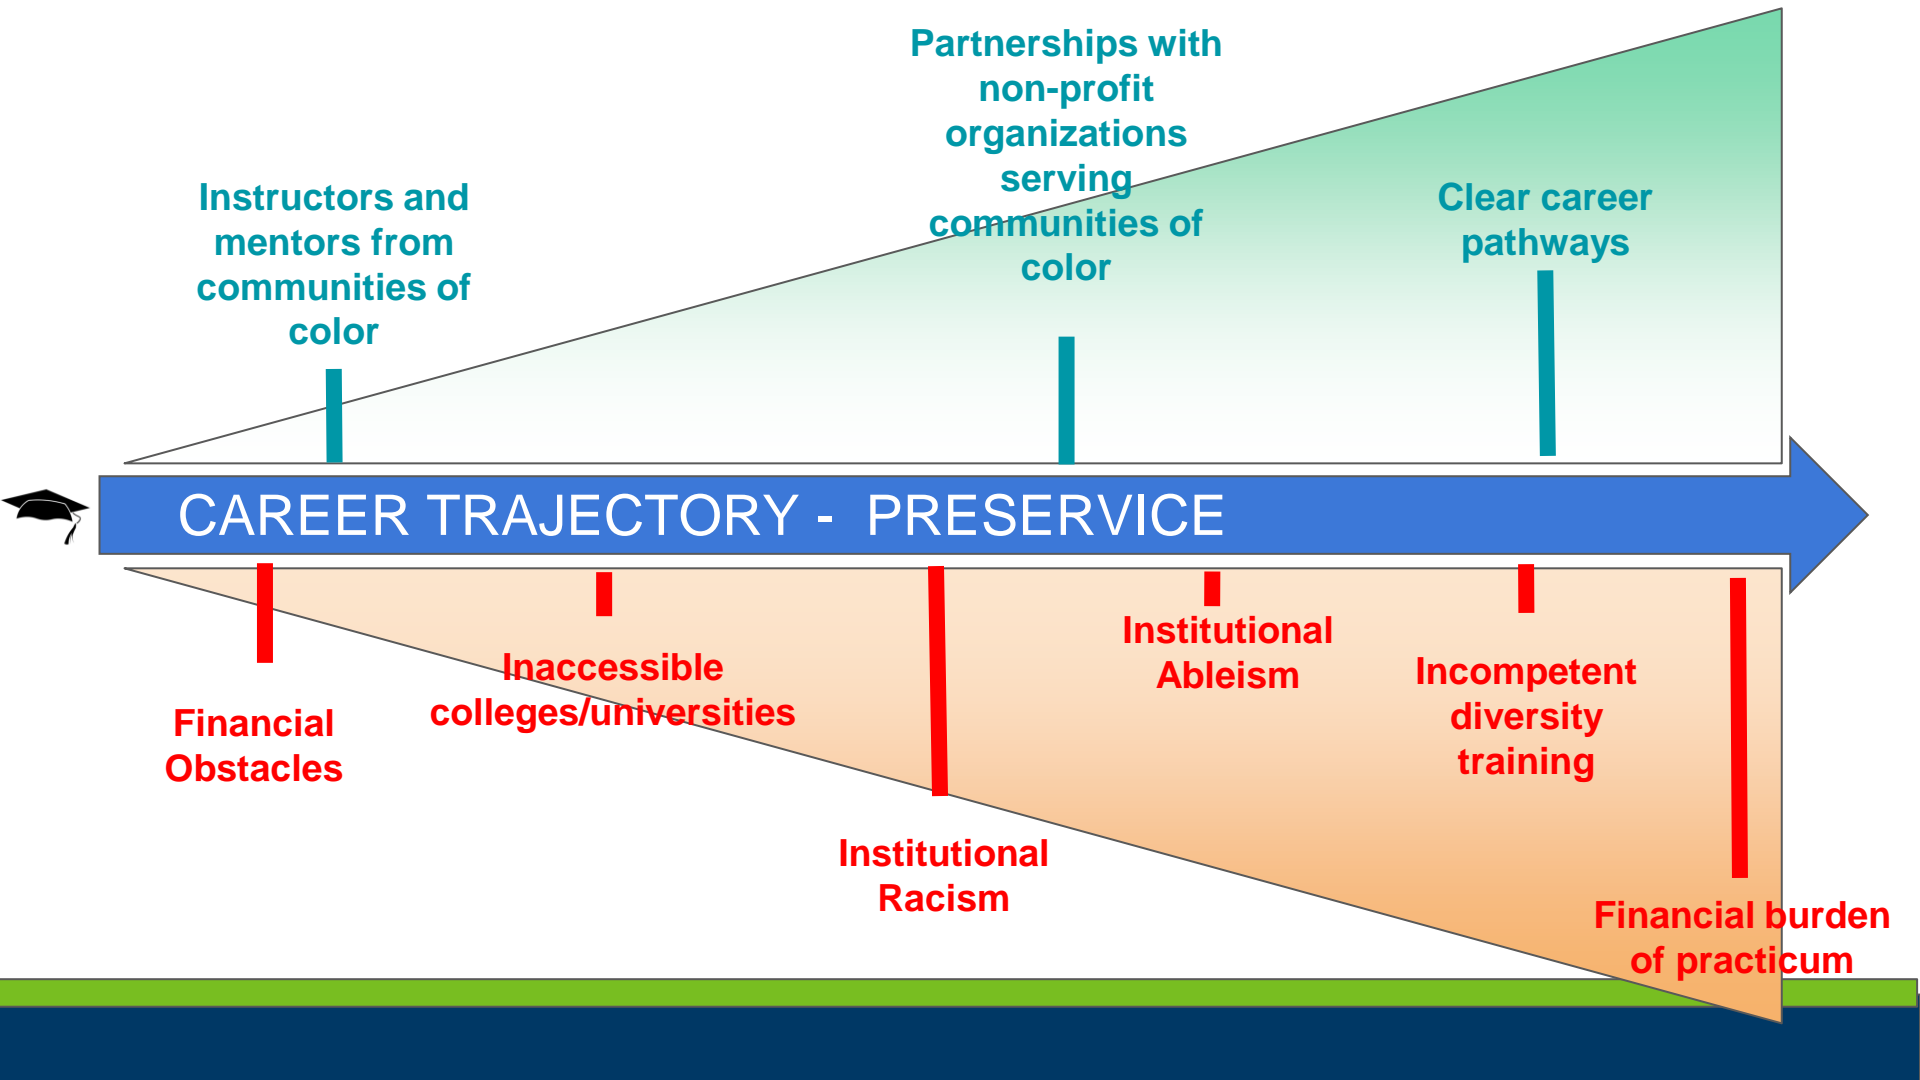 Partnerships with
non-profit
organizations
serving
communities of
color
Instructors and
mentors from
communities of
color
Clear career
pathways
CAREER TRAJECTORY - PRESERVICE
Financial
Obstacles
Inaccessible
colleges/universities
Institutional
Racism
Institutional
Ableism
Incompetent
diversity
training
Financial burden
of practicum